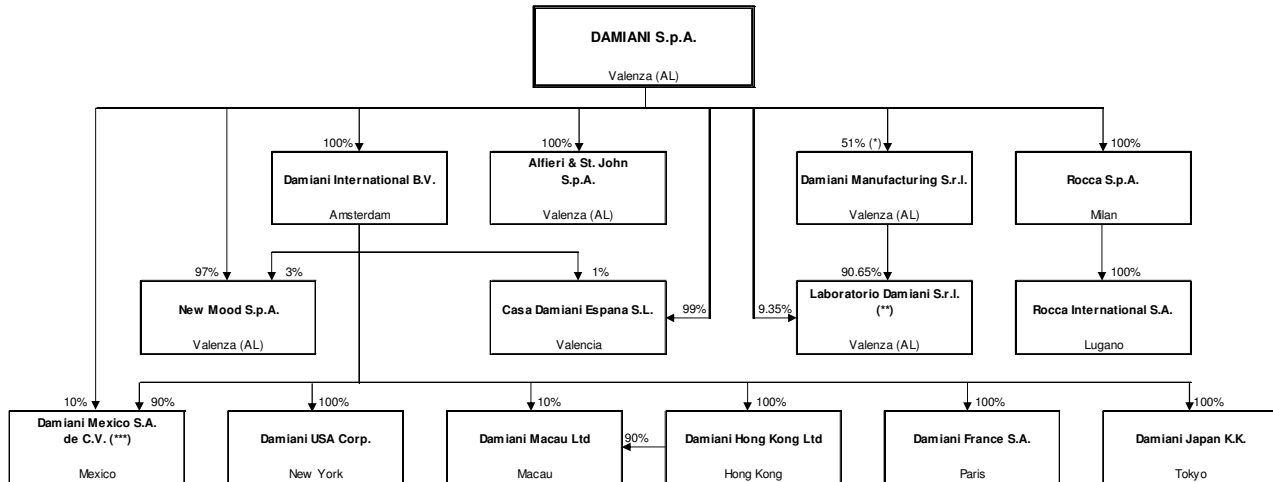 DAMIANI S.p.A.
Valenza (AL)
100%
100%
51% (*)
100%
Damiani International B.V.
Amsterdam
Alfieri & St. John
S.p.A.
Valenza (AL)
Damiani Manufacturing S.r.l.
Valenza (AL)
Rocca S.p.A.
Milan
97%
3%
1%
90.65%
100%
New Mood S.p.A.
Valenza (AL)
Casa Damiani Espana S.L.
Valencia
99%
9.35%
Laboratorio Damiani S.r.l.
(**)
Valenza (AL)
Rocca International S.A.
Lugano
10%
90%
100%
10%
100%
100%
100%
Damiani Mexico S.A.
de C.V. (***)
Mexico
Damiani USA Corp.
New York
Damiani Macau Ltd
Macau
90%
Damiani Hong Kong Ltd
Hong Kong
Damiani France S.A.
Paris
Damiani Japan K.K.
Tokyo